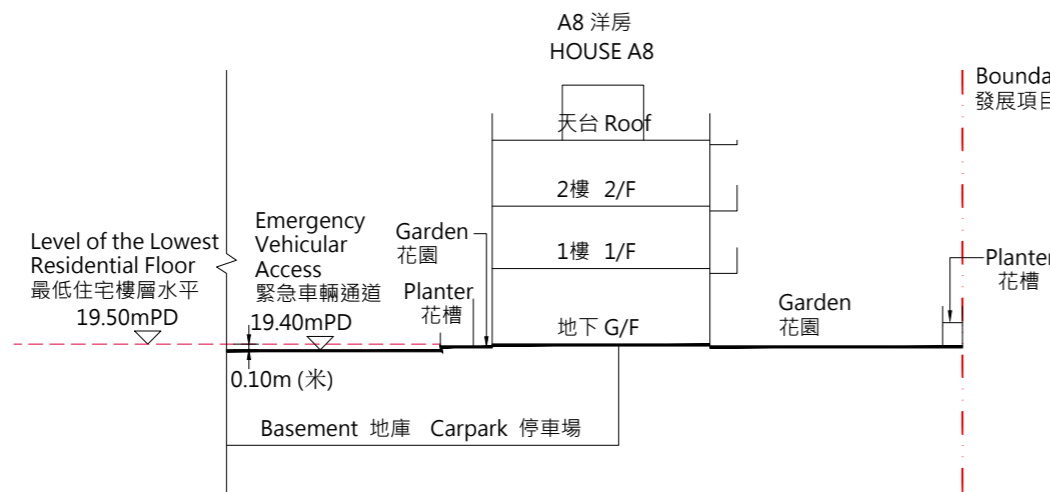 A8 洋房
HOUSE A8
Bounda
發展項目
天台 Roof
2樓 2/F
1樓 1/F
地下 G/F
Level of the Lowest
Residential Floor
最低住宅樓層水平
19.50mPD
Emergency
Vehicular
Access
緊急車輛通道
19.40mPD
Garden
花園
Planter
花槽
Garden
花園
Planter
花槽
0.10m (米)
Basement 地庫 Carpark 停車場